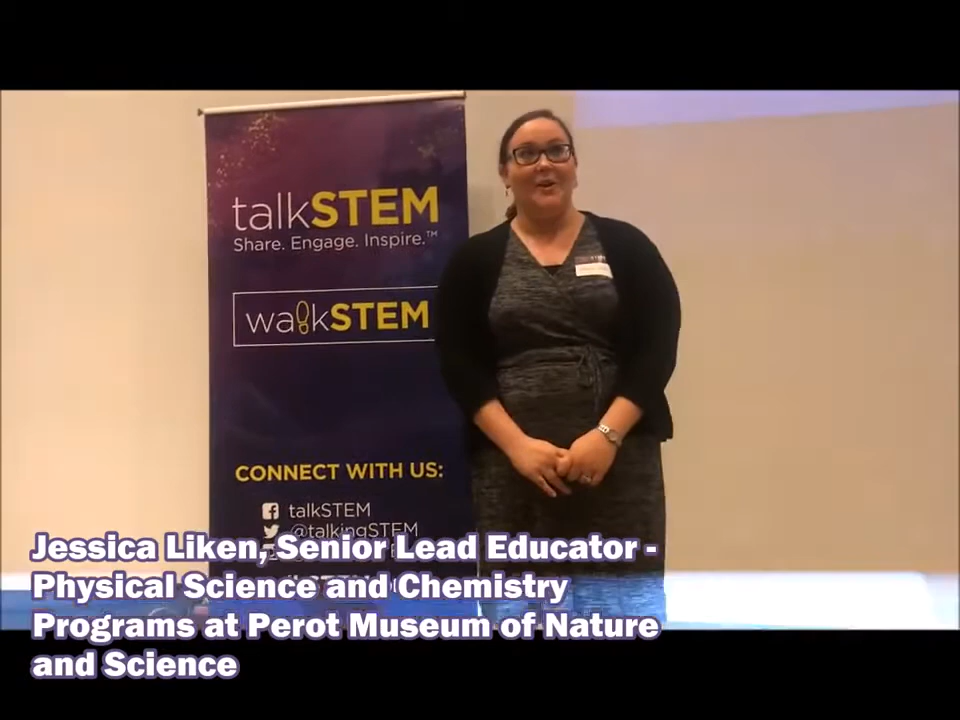 talkSTEM
Share. Engage. Inspire.™
walkSTEM
CONNECT WITH US:
talkSTEM
@talkingSTEM
Jessica Liken, Senior Lead Educator -
Physical Science and Chemistry
Programs at Perot Museum of Nature
and Science